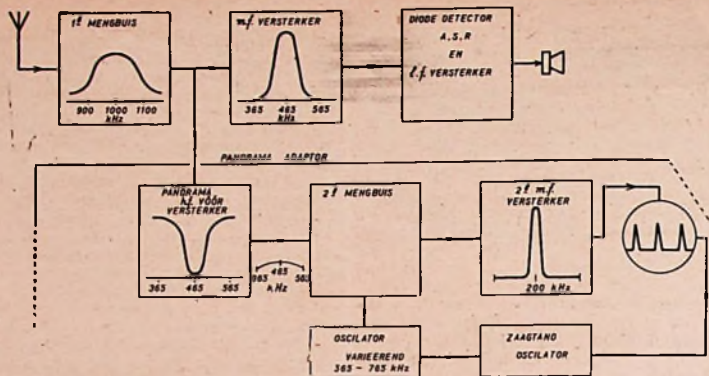 1ᵉ MENGBUIS
900 1000 1100
kHz
m.f. VERSTERKER
365 465 565
kHz
DIODE DETECTOR
A.S.R
EN
l.f. VERSTERKER
PANORAMA ADAPTOR
PANORAMA
h.f. VÓÓR
VERSTERKER
365 465 565
365 465 565
kHz
2ᵉ MENGBUIS
2ᵉ m.f.
VERSTERKER
200 kHz
OSCILATOR
VARIEEREND
365 - 765 kHz
ZAAGTAND
OSCILATOR